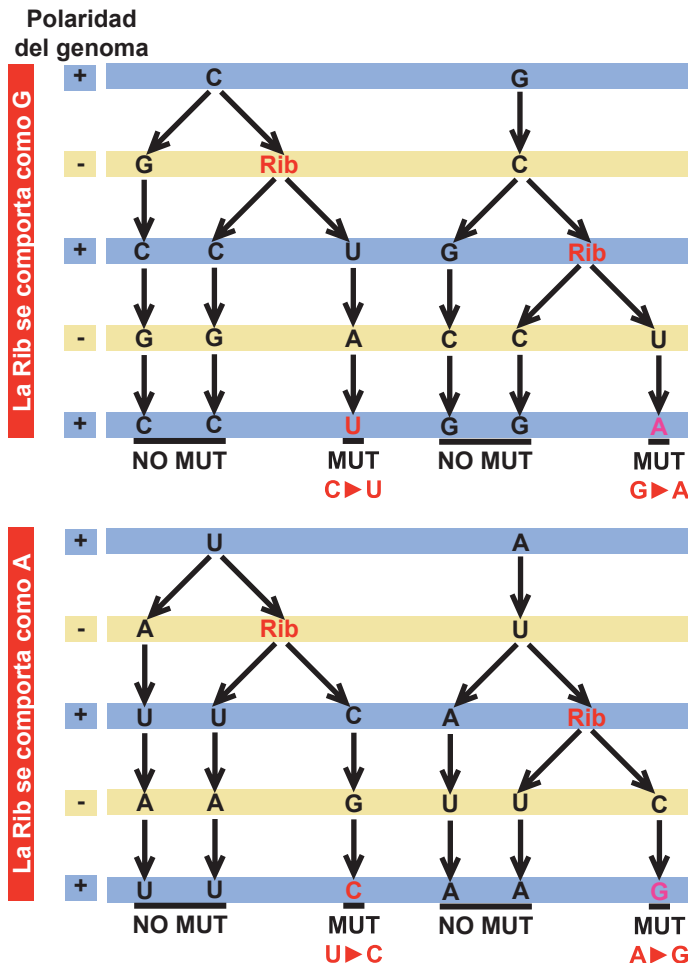 Polaridad
del genoma
La Rib se comporta como G
+ C G
- G Rib C
+ C C U G Rib
- G G A C C U
+ C C U G G A
NO MUT MUT NO MUT MUT
C►U G►A
La Rib se comporta como A
+ U A
- A Rib U
+ U U C A Rib
- A A G U U C
+ U U C A A G
NO MUT MUT NO MUT MUT
U►C A►G